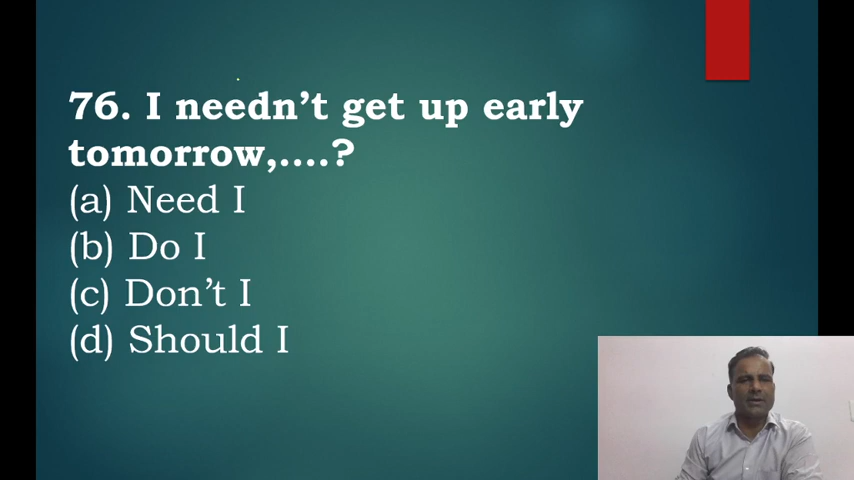 76. I needn’t get up early
tomorrow,....?
(a) Need I
(b) Do I
(c) Don’t I
(d) Should I